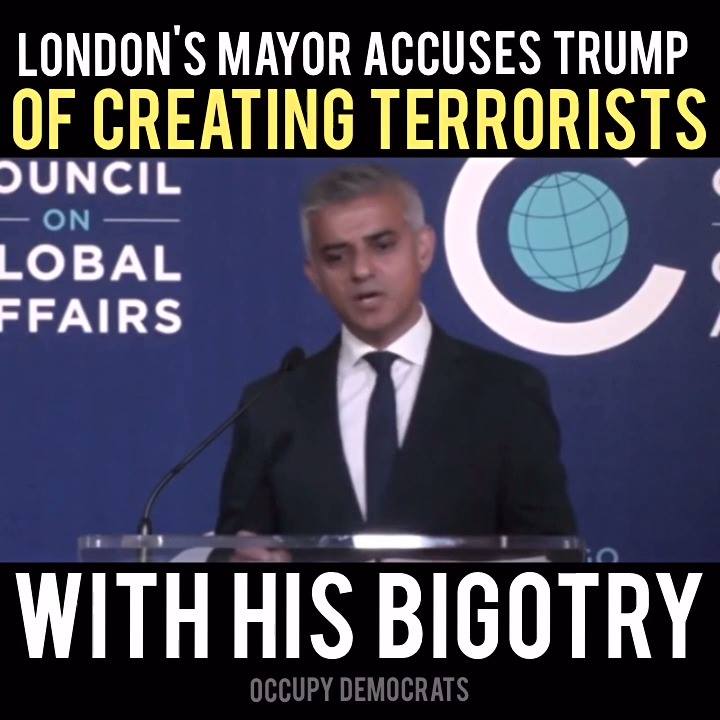 LONDON'S MAYOR ACCUSES TRUMP
OF CREATING TERRORISTS
OUNCIL
ON
LOBAL
FFAIRS
WITH HIS BIGOTRY
OCCUPY DEMOCRATS